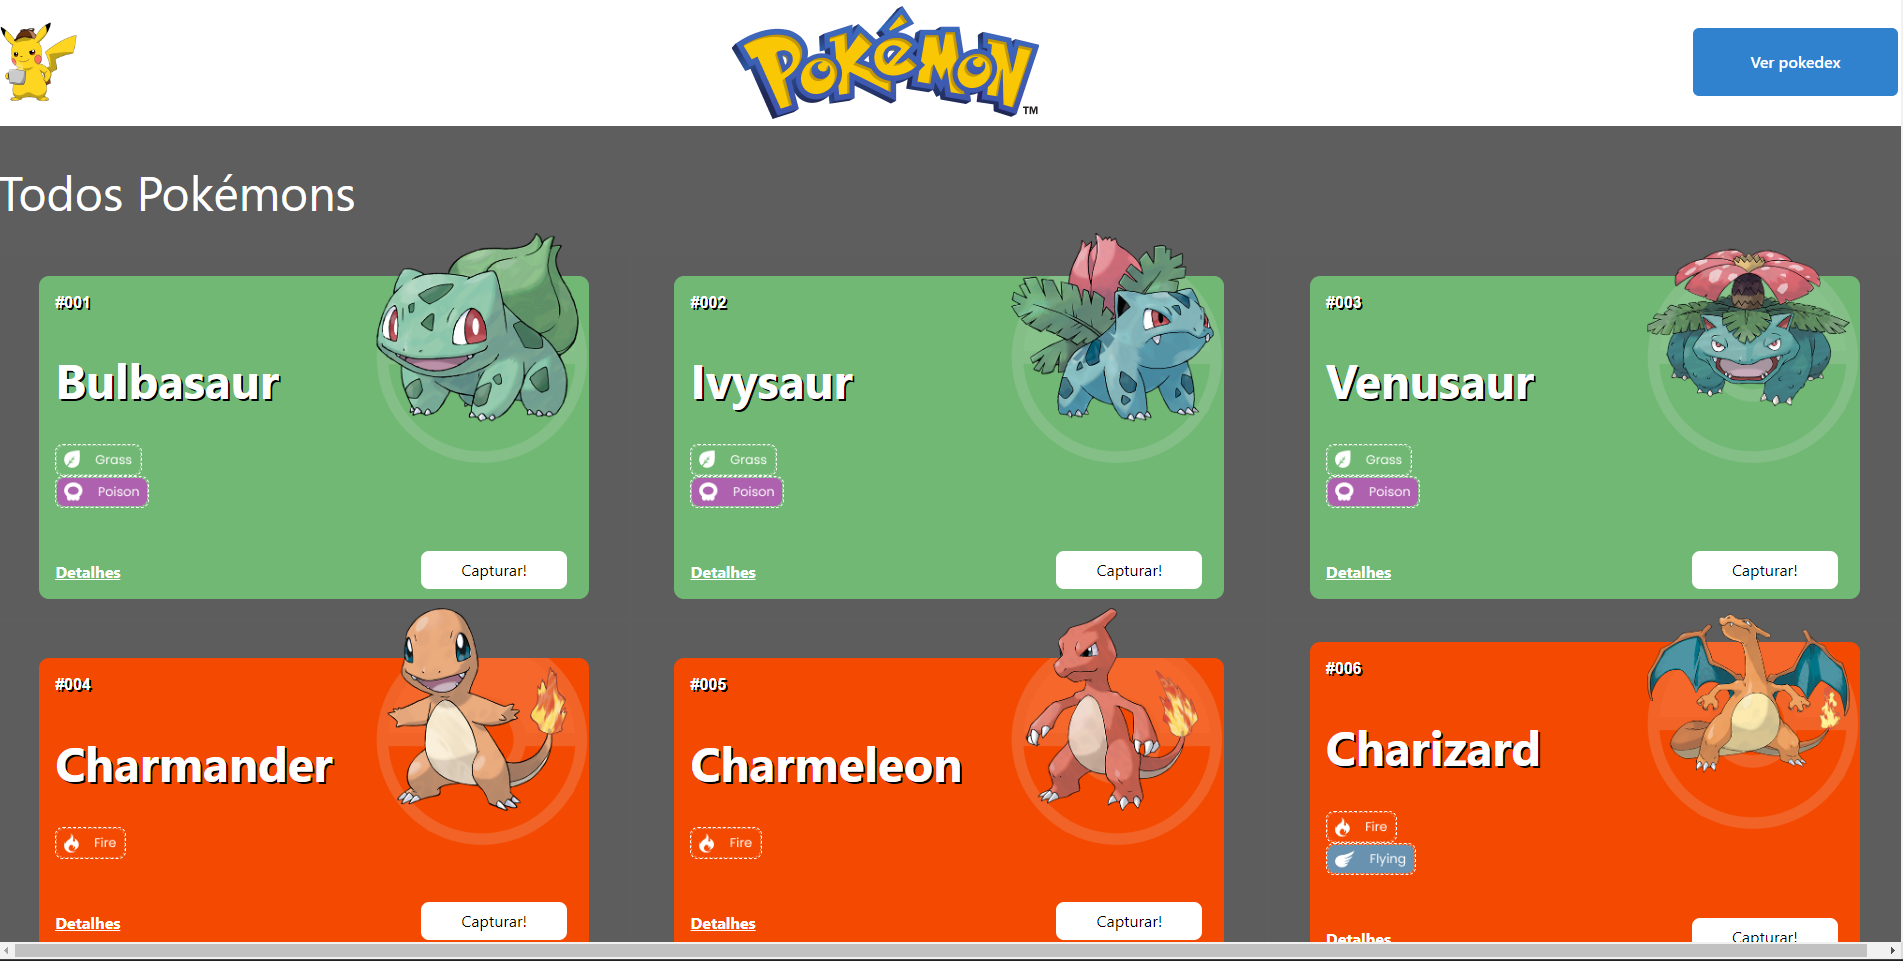 POKéMON
TM
Ver pokedex
Todos Pokémons
#001
Bulbasaur
Grass
Poison
Detalhes
Capturar!
#002
Ivysaur
Grass
Poison
Detalhes
Capturar!
#003
Venusaur
Grass
Poison
Detalhes
Capturar!
#004
Charmander
Fire
Detalhes
Capturar!
#005
Charmeleon
Fire
Detalhes
Capturar!
#006
Charizard
Fire
Flying
Detalhes
Capturar!